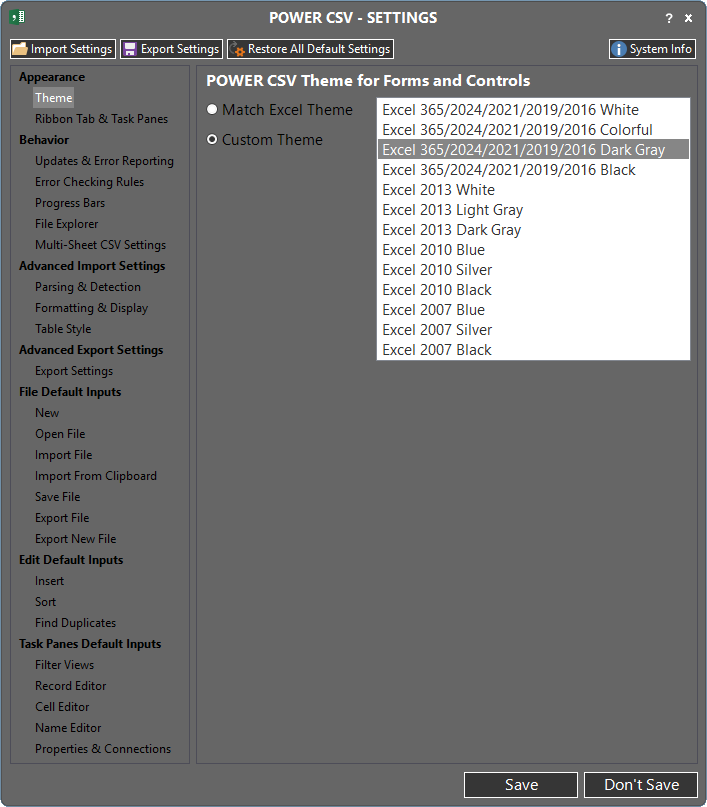 POWER CSV - SETTINGS
? x
Import Settings Export Settings Restore All Default Settings System Info
Appearance
Theme
Ribbon Tab & Task Panes
Behavior
Updates & Error Reporting
Error Checking Rules
Progress Bars
File Explorer
Multi-Sheet CSV Settings
Advanced Import Settings
Parsing & Detection
Formatting & Display
Table Style
Advanced Export Settings
Export Settings
File Default Inputs
New
Open File
Import File
Import From Clipboard
Save File
Export File
Export New File
Edit Default Inputs
Insert
Sort
Find Duplicates
Task Panes Default Inputs
Filter Views
Record Editor
Cell Editor
Name Editor
Properties & Connections
POWER CSV Theme for Forms and Controls
Match Excel Theme
Custom Theme
Excel 365/2024/2021/2019/2016 White
Excel 365/2024/2021/2019/2016 Colorful
Excel 365/2024/2021/2019/2016 Dark Gray
Excel 365/2024/2021/2019/2016 Black
Excel 2013 White
Excel 2013 Light Gray
Excel 2013 Dark Gray
Excel 2010 Blue
Excel 2010 Silver
Excel 2010 Black
Excel 2007 Blue
Excel 2007 Silver
Excel 2007 Black
Save Don't Save